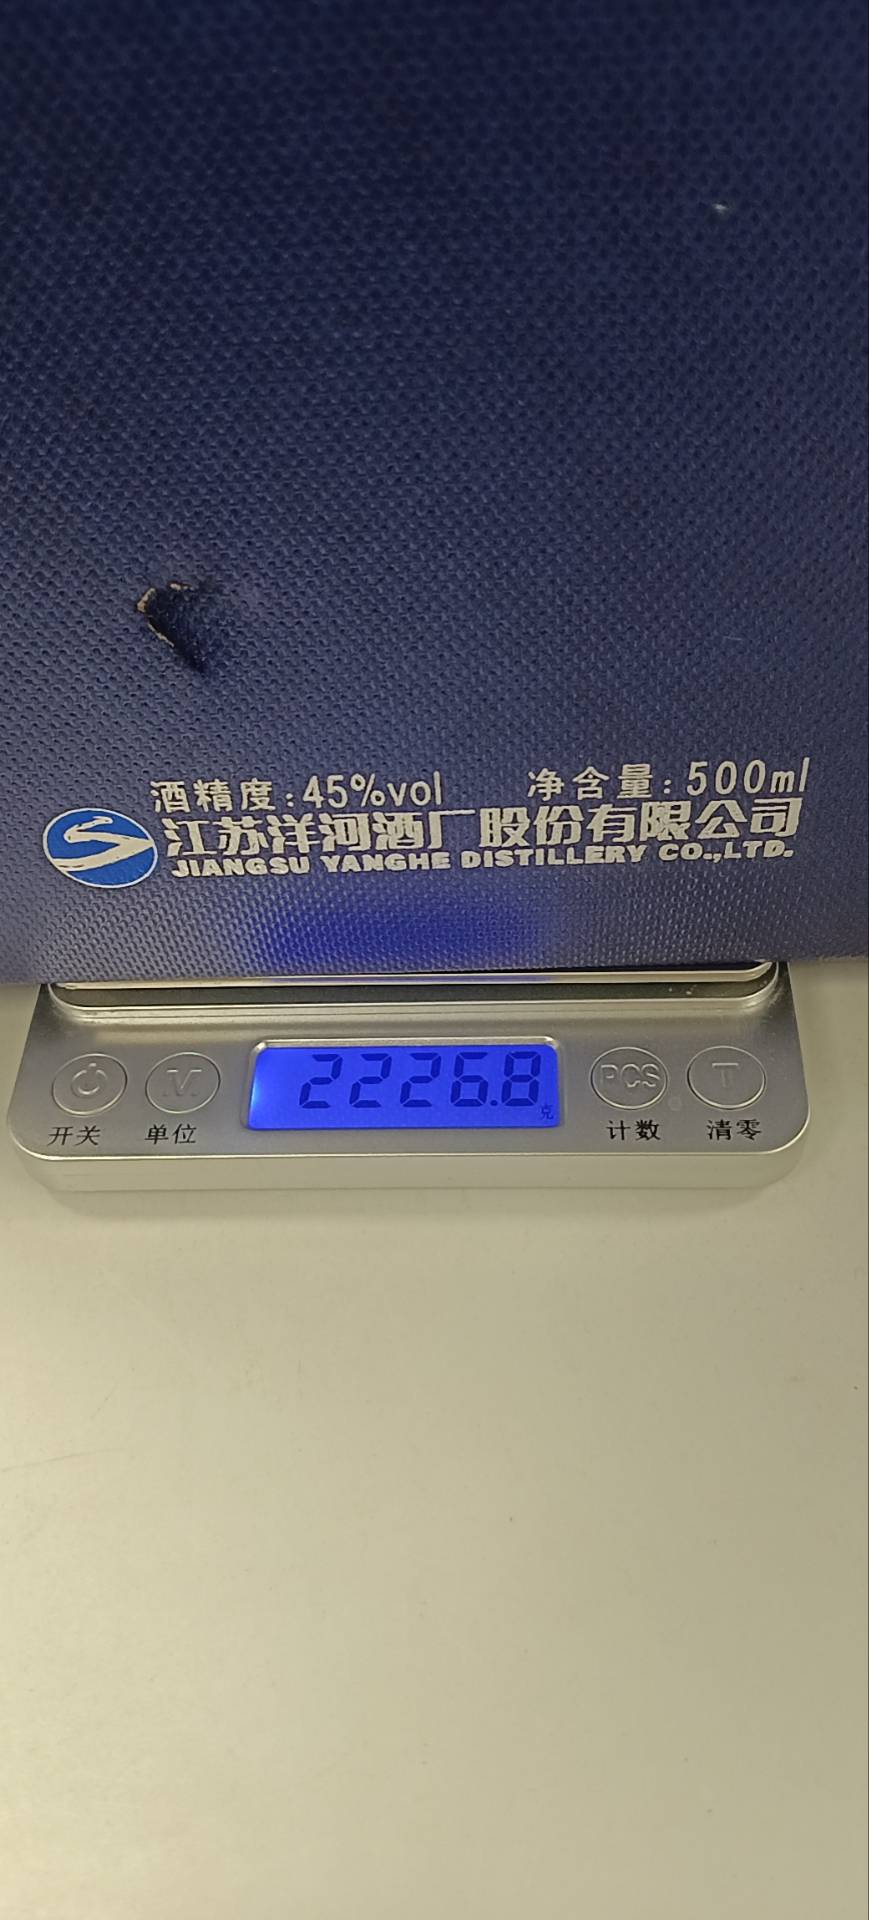 酒精度:45%vol 净含量:500ml
江苏洋河酒厂股份有限公司
JIANGSU YANGHE DISTILLERY CO.,LTD.
2226.8 克
M PCS T
开关 单位 计数 清零